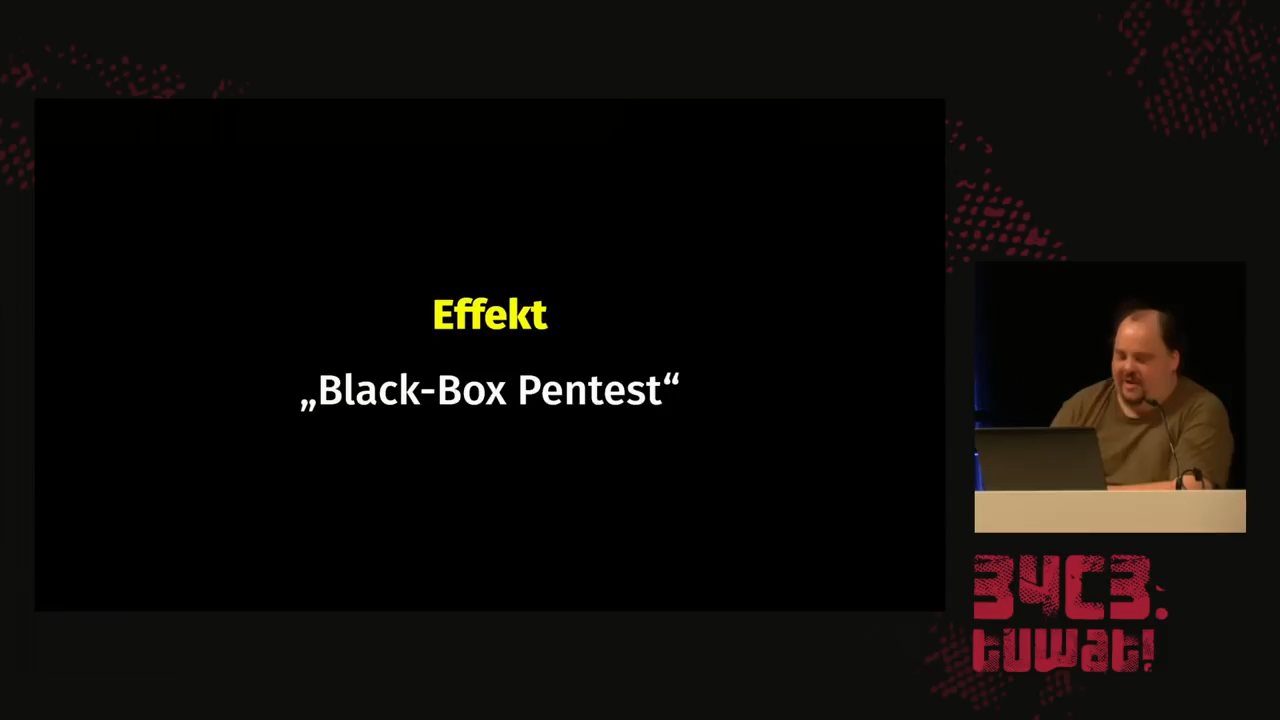 Effekt
„Black-Box Pentest“
34C3.
tuwat!